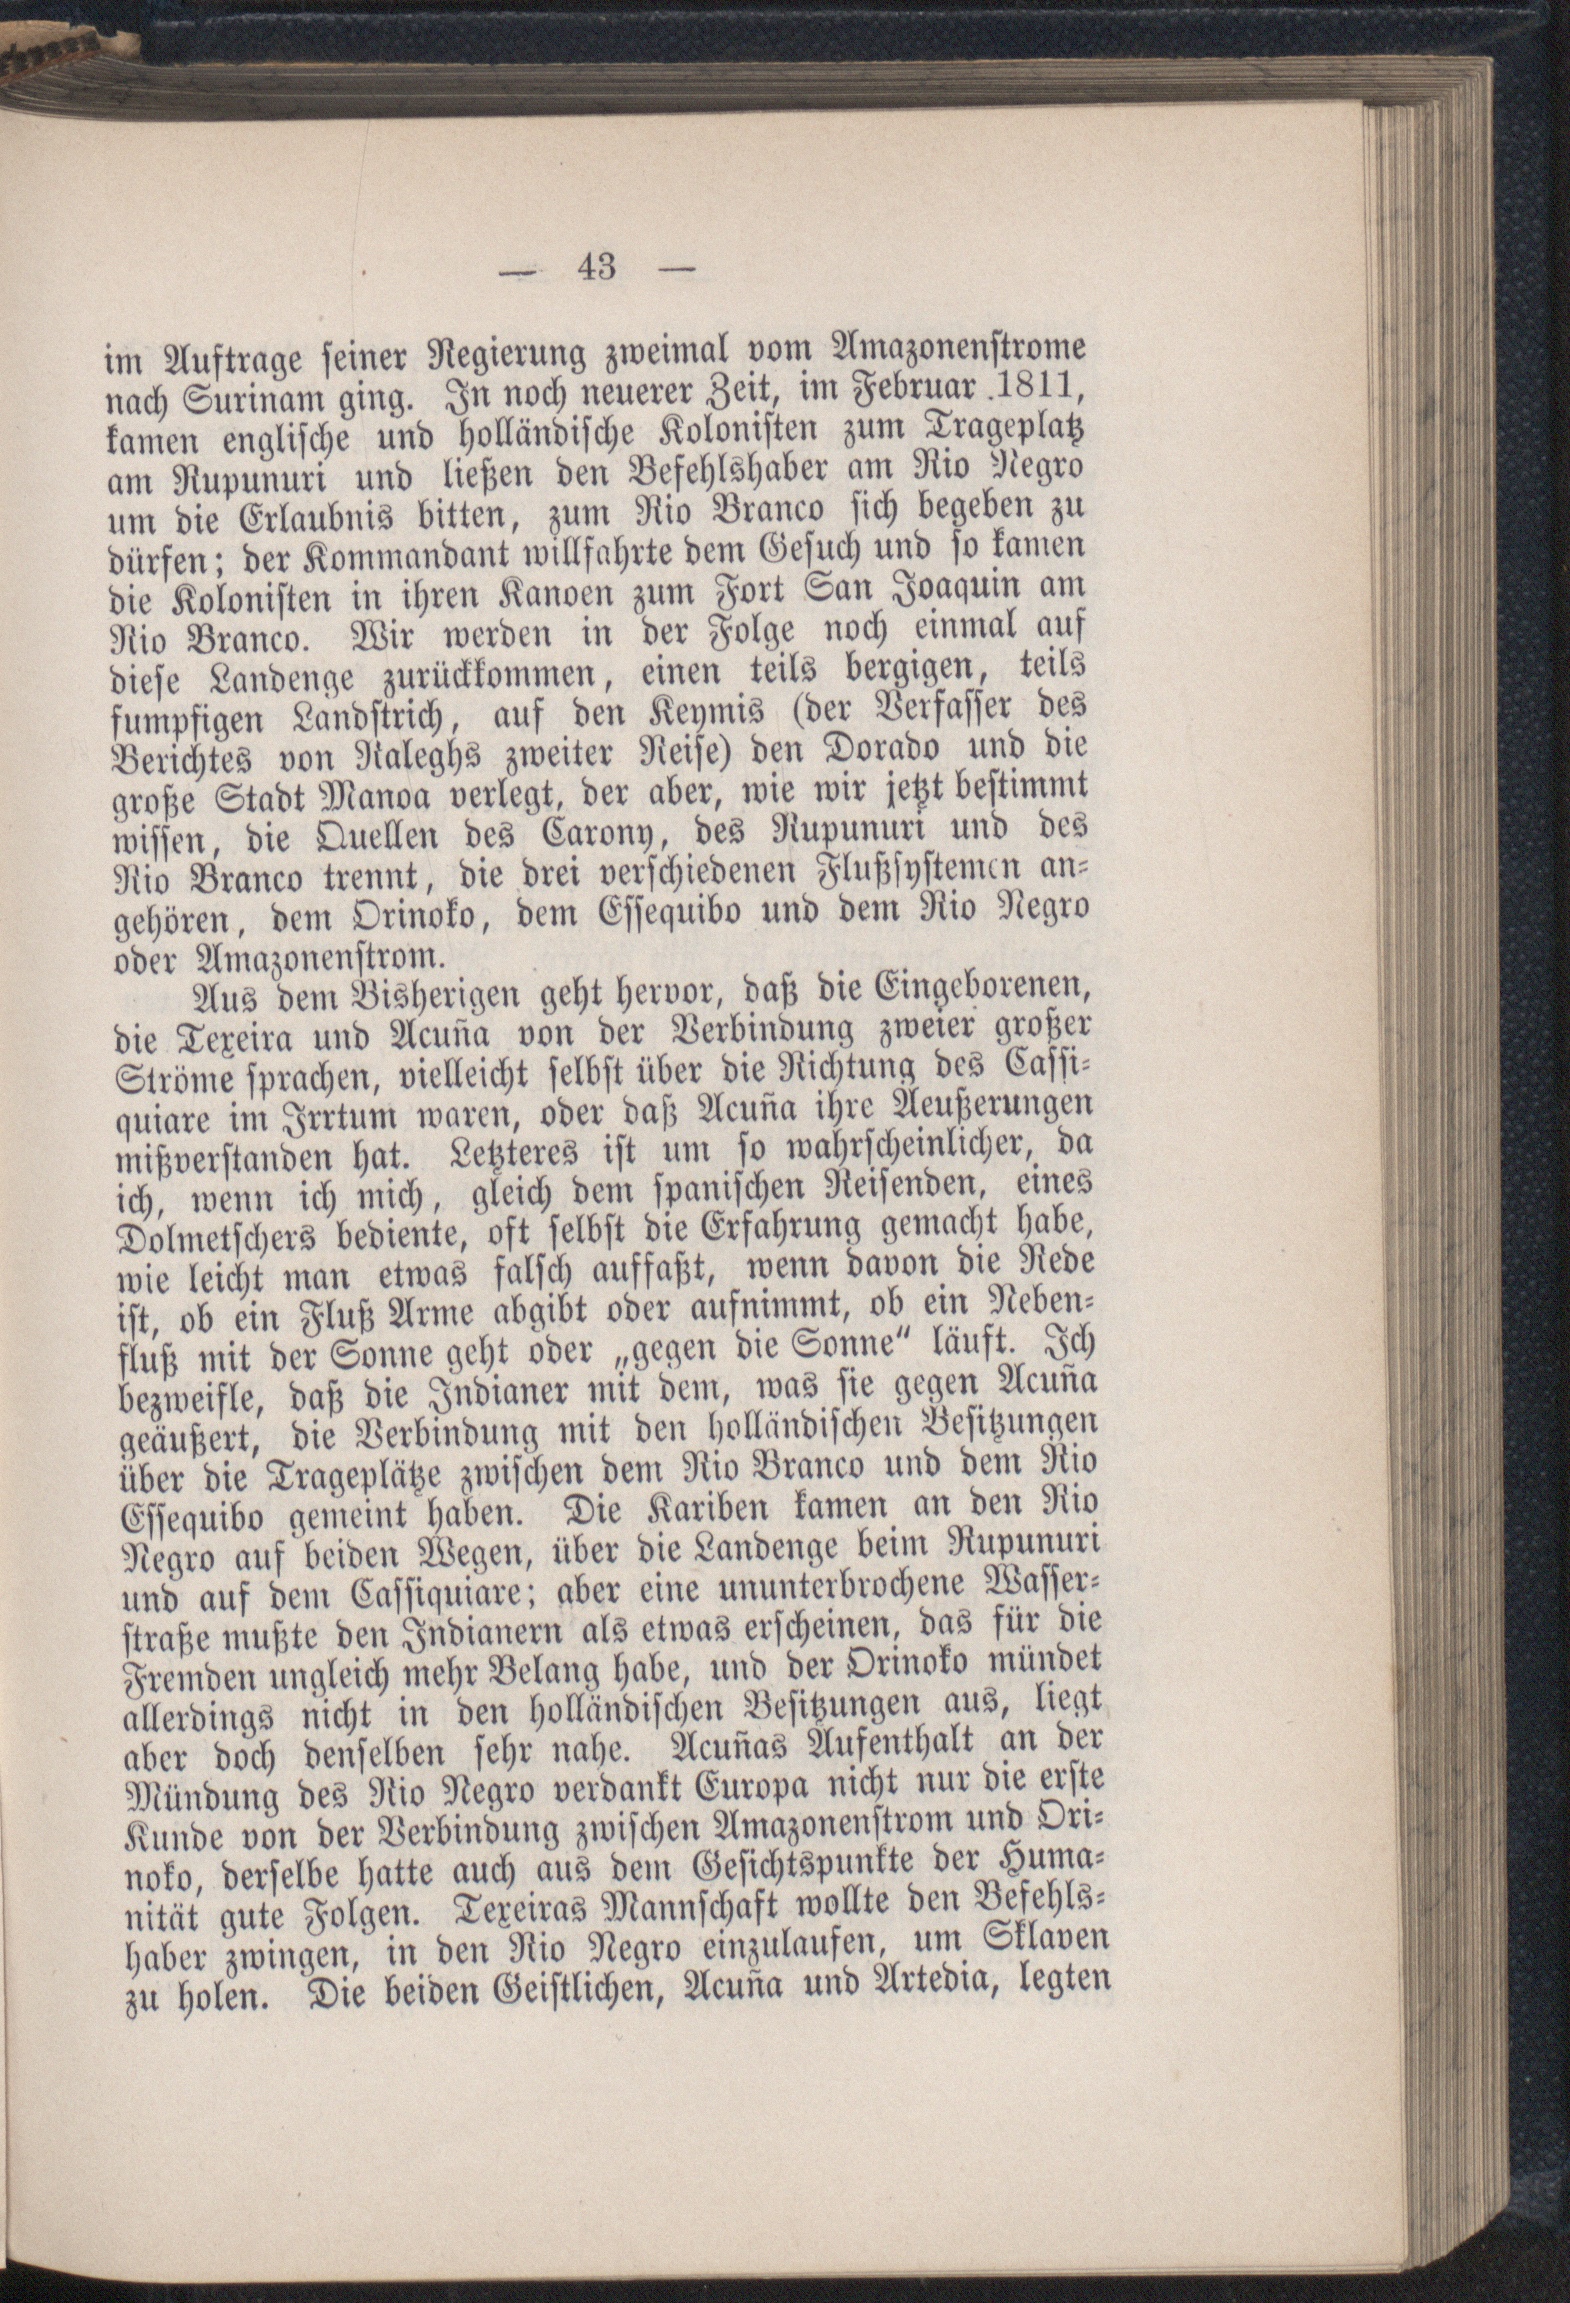 — 43 —
im Auftrage seiner Regierung zweimal vom Amazonenstrome
nach Surinam ging. In noch neuerer Zeit, im Februar 1811,
kamen englische und holländische Kolonisten zum Trageplatz
am Rupunuri und ließen den Befehlshaber am Rio Negro
um die Erlaubnis bitten, zum Rio Branco sich begeben zu
dürfen; der Kommandant willfahrte dem Gesuch und so kamen
die Kolonisten in ihren Kanoen zum Fort San Joaquin am
Rio Branco. Wir werden in der Folge noch einmal auf
diese Landenge zurückkommen, einen teils bergigen, teils
sumpfigen Landstrich, auf den Keymis (der Verfasser des
Berichtes von Raleghs zweiter Reise) den Dorado und die
große Stadt Manoa verlegt, der aber, wie wir jetzt bestimmt
wissen, die Quellen des Carony, des Rupunuri und des
Rio Branco trennt, die drei verschiedenen Flußsystemen an-
gehören, dem Orinoko, dem Essequibo und dem Rio Negro
oder Amazonenstrom.
Aus dem Bisherigen geht hervor, daß die Eingeborenen,
die Texeira und Acuña von der Verbindung zweier großer
Ströme sprachen, vielleicht selbst über die Richtung des Cassi-
quiare im Irrtum waren, oder daß Acuña ihre Aeußerungen
mißverstanden hat. Letzteres ist um so wahrscheinlicher, da
ich, wenn ich mich, gleich dem spanischen Reisenden, eines
Dolmetschers bediente, oft selbst die Erfahrung gemacht habe,
wie leicht man etwas falsch auffaßt, wenn davon die Rede
ist, ob ein Fluß Arme abgibt oder aufnimmt, ob ein Neben-
fluß mit der Sonne geht oder „gegen die Sonne“ läuft. Ich
bezweifle, daß die Indianer mit dem, was sie gegen Acuña
geäußert, die Verbindung mit den holländischen Besitzungen
über die Trageplätze zwischen dem Rio Branco und dem Rio
Essequibo gemeint haben. Die Kariben kamen an den Rio
Negro auf beiden Wegen, über die Landenge beim Rupunuri
und auf dem Cassiquiare; aber eine ununterbrochene Wasser-
straße mußte den Indianern als etwas erscheinen, das für die
Fremden ungleich mehr Belang habe, und der Orinoko mündet
allerdings nicht in den holländischen Besitzungen aus, liegt
aber doch denselben sehr nahe. Acuñas Aufenthalt an der
Mündung des Rio Negro verdankt Europa nicht nur die erste
Kunde von der Verbindung zwischen Amazonenstrom und Ori-
noko, derselbe hatte auch aus dem Gesichtspunkte der Huma-
nität gute Folgen. Texeiras Mannschaft wollte den Befehls-
haber zwingen, in den Rio Negro einzulaufen, um Sklaven
zu holen. Die beiden Geistlichen, Acuña und Artedia, legten